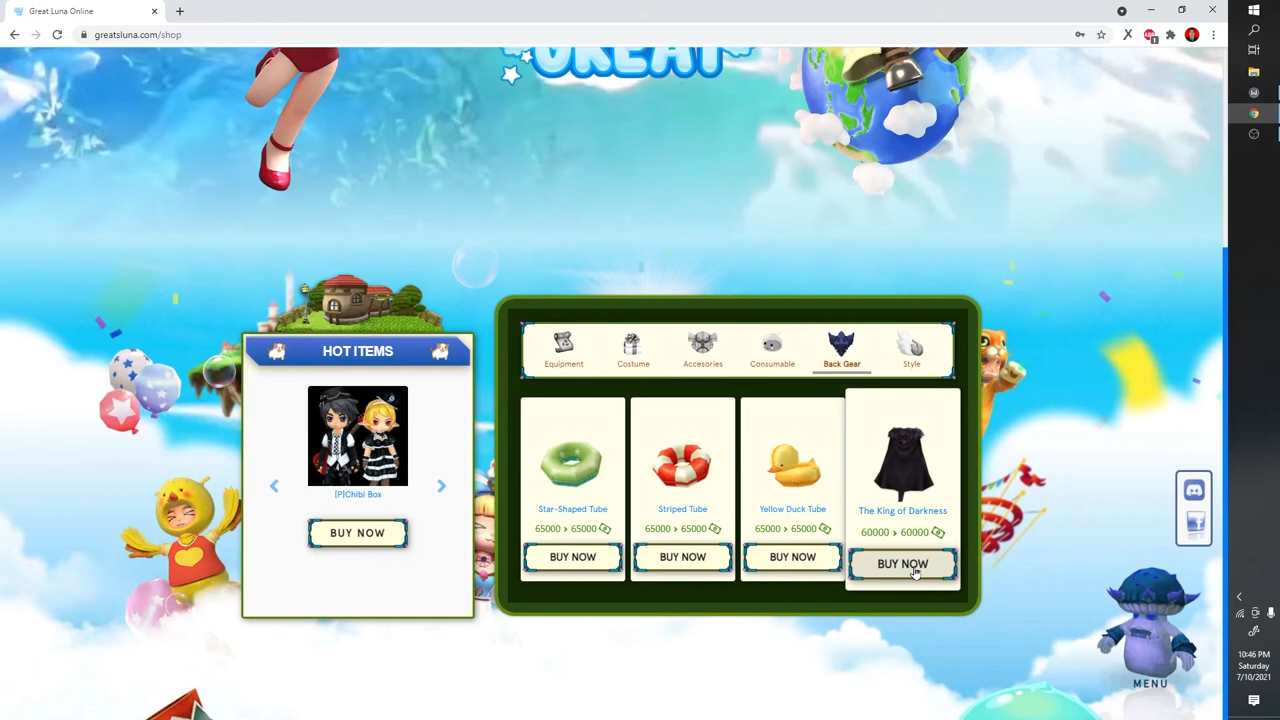 Great Luna Online
greatsluna.com/shop
1
GREAT
HOT ITEMS
[P]Chibi Box
BUY NOW
Equipment
Costume
Accesories
Consumable
Back Gear
Style
Star-Shaped Tube
65000 > 65000
BUY NOW
Striped Tube
65000 > 65000
BUY NOW
Yellow Duck Tube
65000 > 65000
BUY NOW
The King of Darkness
60000 > 60000
BUY NOW
MENU
10:46 PM
Saturday
7/10/2021